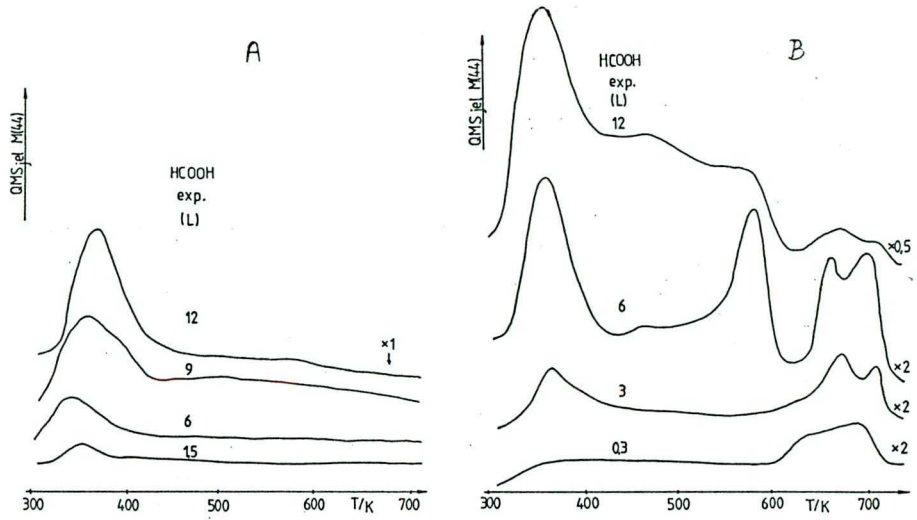 A
QMS jel M(44)
HCOOH
exp.
(L)
12
×1
9
6
1,5
300 400 500 600 T/K 700
B
QMS jel M(44)
HCOOH
exp.
(L)
12
×0,5
6
×2
3
×2
0,3
×2
300 400 500 600 T/K 700